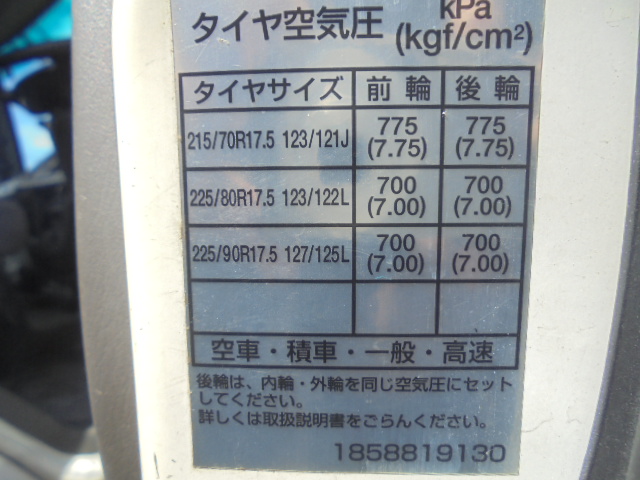 タイヤ空気圧 kPa (kgf/cm²)
タイヤサイズ 前輪 後輪
215/70R17.5 123/121J 775 (7.75) 775 (7.75)
225/80R17.5 123/122L 700 (7.00) 700 (7.00)
225/90R17.5 127/125L 700 (7.00) 700 (7.00)
空車・積車・一般・高速
後輪は、内輪・外輪を同じ空気圧にセット
してください。
詳しくは取扱説明書をごらんください。
1858819130